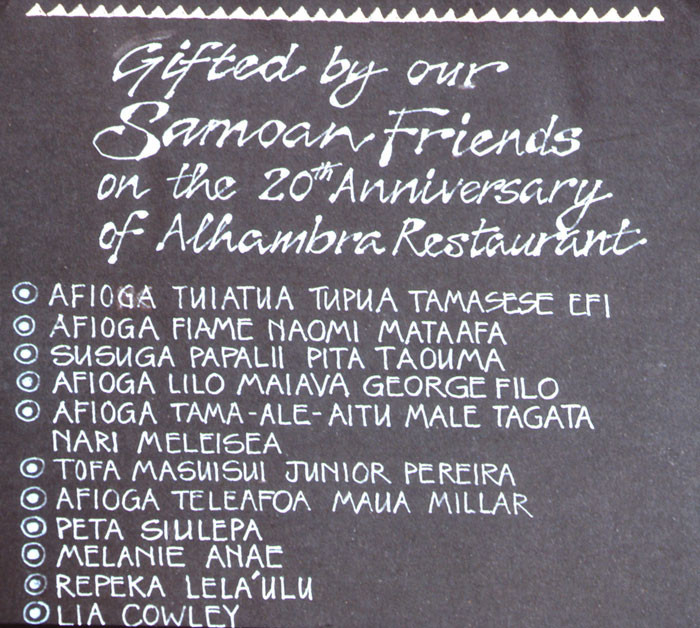 Gifted by our
Samoan Friends
on the 20th Anniversary
of Alhambra Restaurant
AFIOGA TUIATUA TUPUA TAMASESE EFI
AFIOGA FIAME NAOMI MATAAFA
SUSUGA PAPALII PITA TAOUMA
AFIOGA LILO MAIAVA GEORGE FILO
AFIOGA TAMA-ALE-AITU MALE TAGATA
NARI MELEISEA
TOFA MASUISUI JUNIOR PEREIRA
AFIOGA TELEAFOA MAUA MILLAR
PETA SIULEPA
MELANIE ANAE
REPEKA LELA'ULU
LIA COWLEY